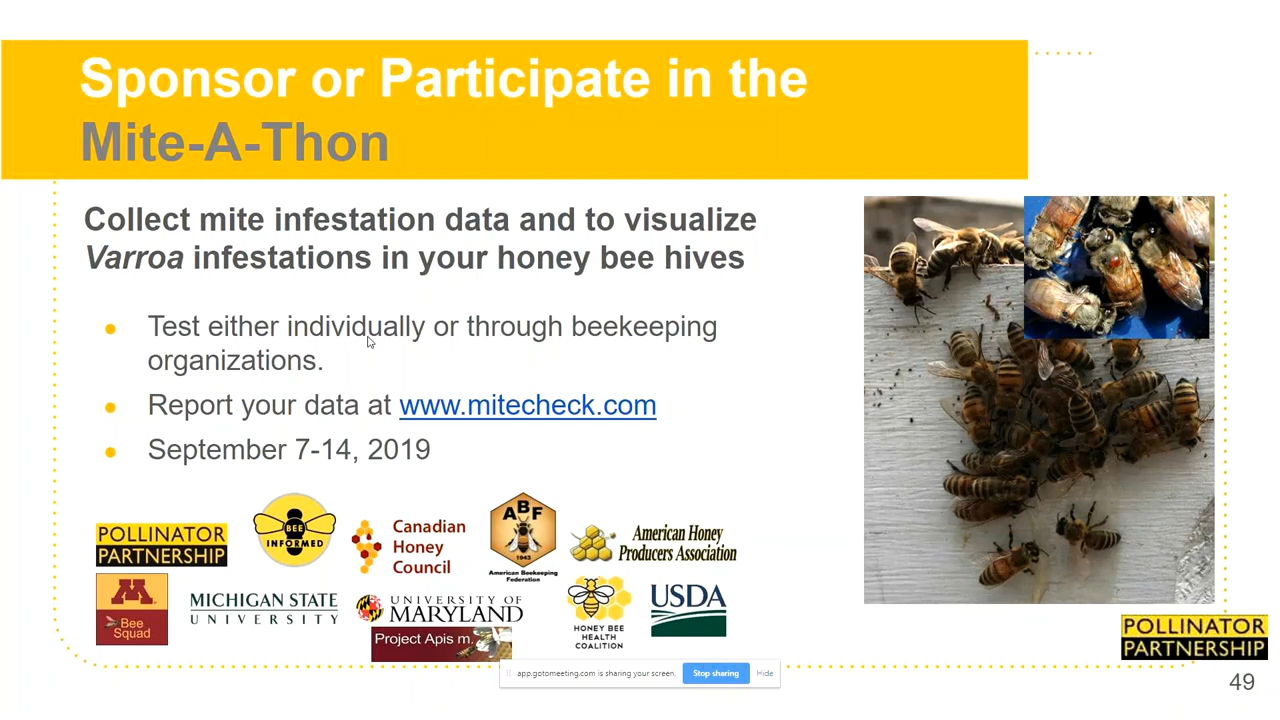 Sponsor or Participate in the
Mite-A-Thon
Collect mite infestation data and to visualize
Varroa infestations in your honey bee hives
Test either individually or through beekeeping
organizations.
Report your data at www.mitecheck.com
September 7-14, 2019
POLLINATOR
PARTNERSHIP
BEE
INFORMED
Canadian
Honey
Council
ABF
1943
American Beekeeping
Federation
American Honey
Producers Association
M
Bee
Squad
MICHIGAN STATE
UNIVERSITY
UNIVERSITY OF
MARYLAND
Project Apis m.
HONEY BEE
HEALTH
COALITION
USDA
POLLINATOR
PARTNERSHIP
app.gotomeeting.com is sharing your screen.
Stop sharing
Hide
49